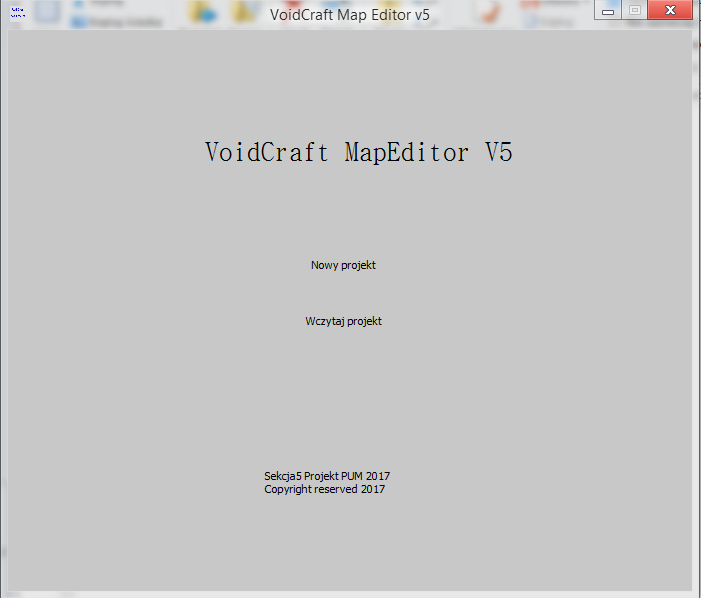 VoidCraft Map Editor v5
VoidCraft MapEditor V5
Nowy projekt
Wczytaj projekt
Sekcja5 Projekt PUM 2017
Copyright reserved 2017